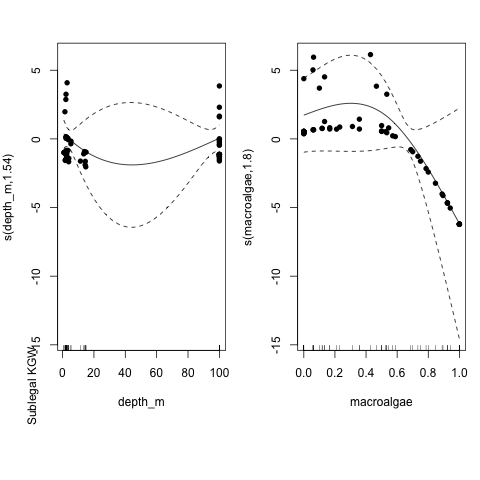 s(depth_m,1.54)
5
0
-5
-10
-15
0 20 40 60 80 100
depth_m
Sublegal KGW
s(macroalgae,1.8)
5
0
-5
-10
-15
0.0 0.2 0.4 0.6 0.8 1.0
macroalgae